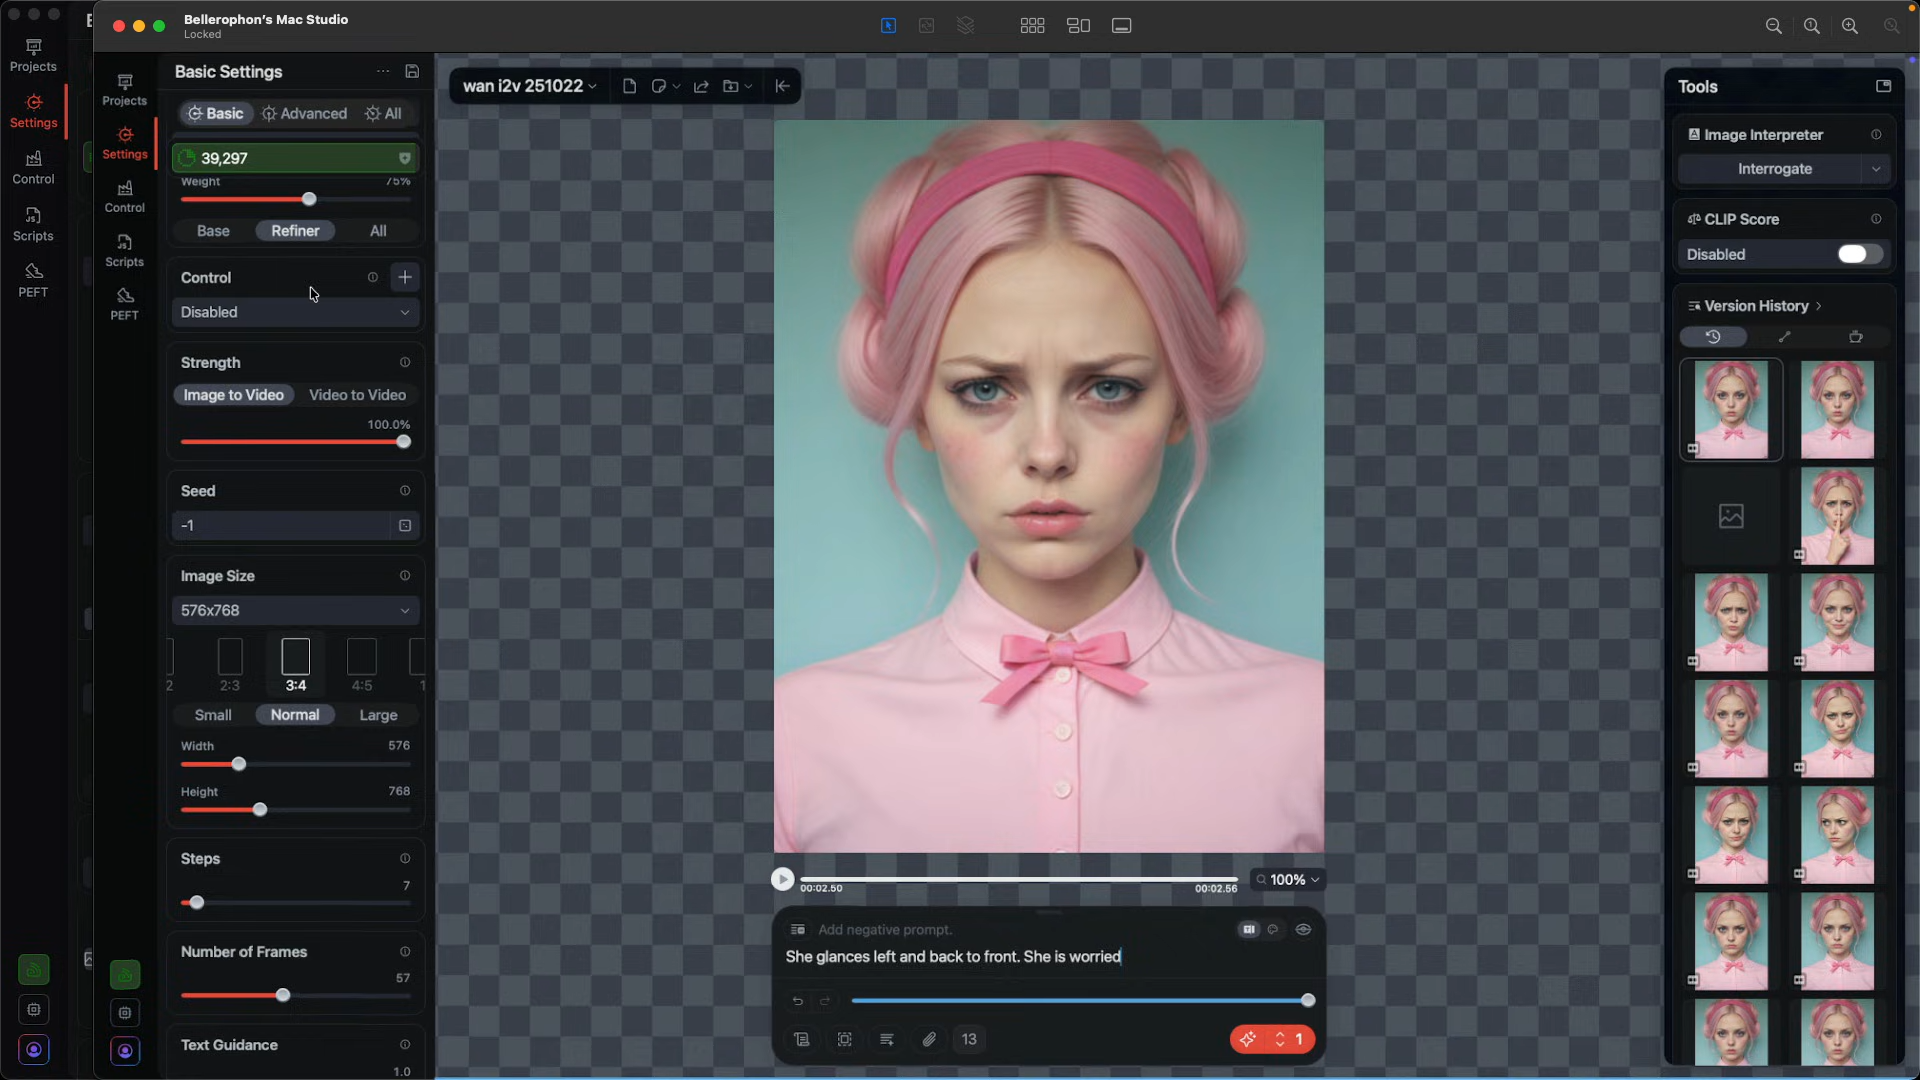 Bellerophon's Mac Studio
Locked
Projects
Settings
Control
Scripts
PEFT
Projects
Settings
Control
Scripts
PEFT
Basic Settings
Basic
Advanced
All
39,297
Weight
75%
Base
Refiner
All
Control
Disabled
Strength
Image to Video
Video to Video
100.0%
Seed
-1
Image Size
576x768
2
2:3
3:4
4:5
1
Small
Normal
Large
Width
576
Height
768
Steps
7
Number of Frames
57
Text Guidance
1.0
wan i2v 251022
00:02.50
00:02.56
100%
Add negative prompt.
She glances left and back to front. She is worried
13
1
Tools
Image Interpreter
Interrogate
CLIP Score
Disabled
Version History